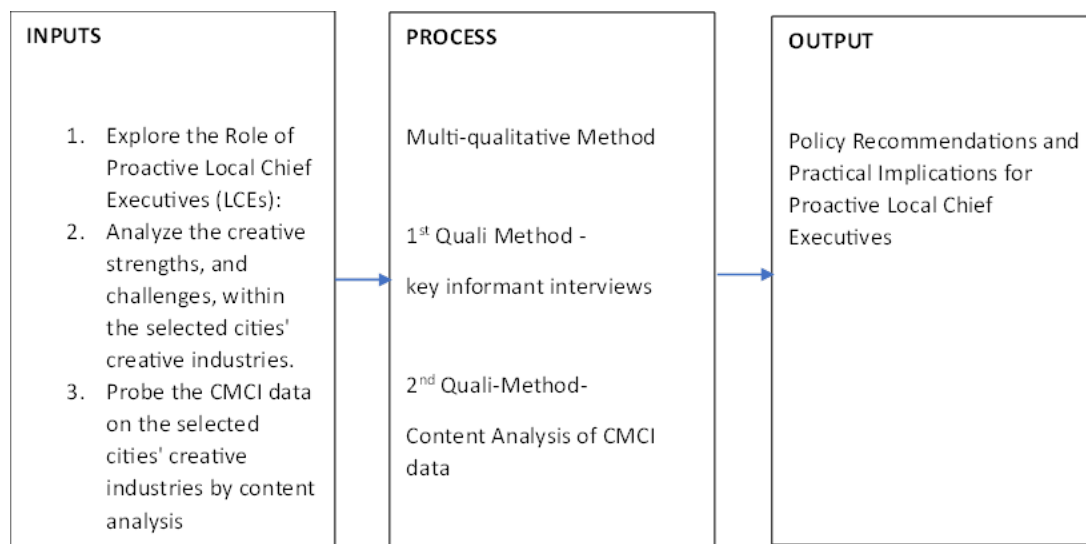 INPUTS
1. Explore the Role of
Proactive Local Chief
Executives (LCEs):
2. Analyze the creative
strengths, and
challenges, within
the selected cities'
creative industries.
3. Probe the CMCI data
on the selected
cities' creative
industries by content
analysis
PROCESS
Multi-qualitative Method
1st Quali Method -
key informant interviews
2nd Quali-Method-
Content Analysis of CMCI
data
OUTPUT
Policy Recommendations and
Practical Implications for
Proactive Local Chief
Executives